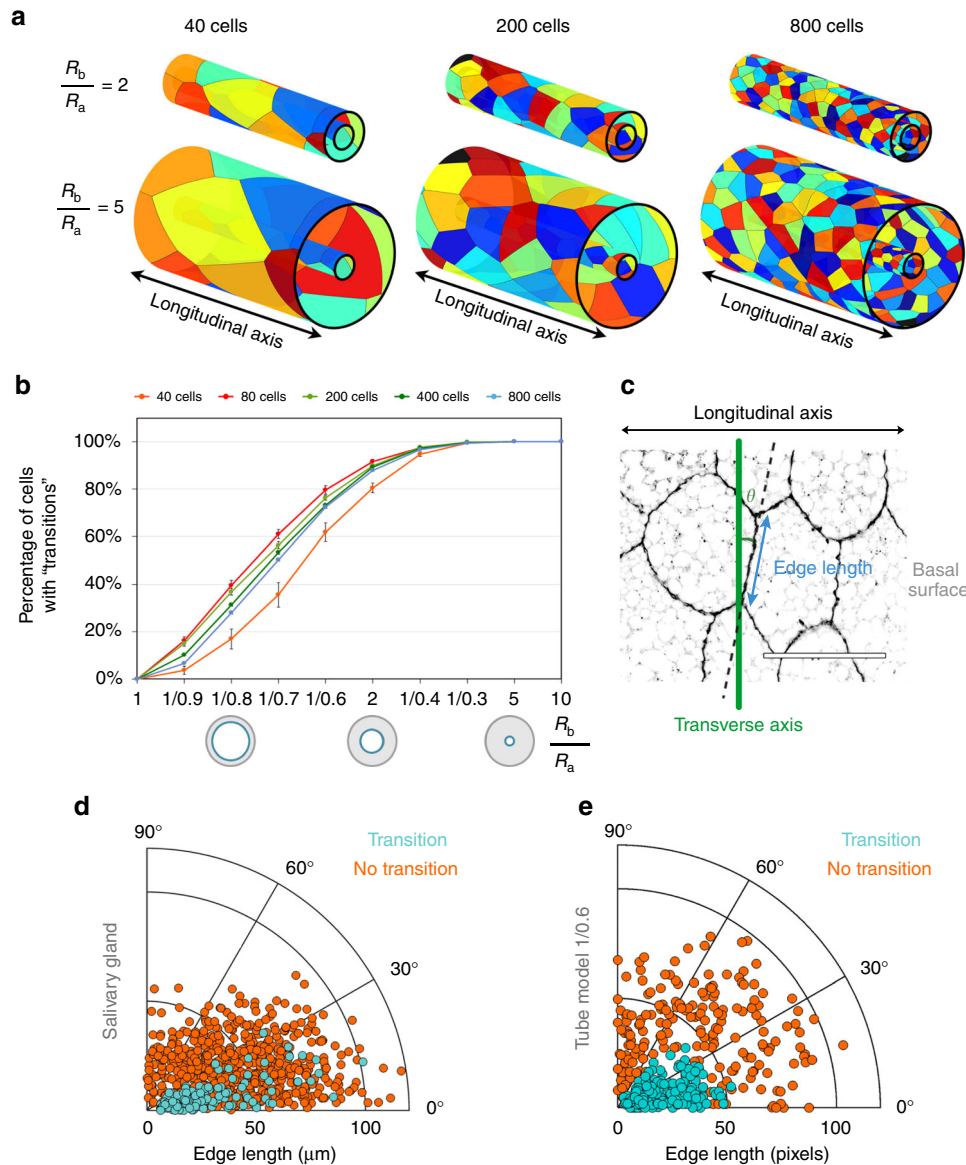 a
40 cells
200 cells
800 cells
Rb/Ra = 2
Rb/Ra = 5
Longitudinal axis
Longitudinal axis
Longitudinal axis
b
40 cells 80 cells 200 cells 400 cells 800 cells
Percentage of cells
with “transitions”
100%
80%
60%
40%
20%
0%
1 1/0.9 1/0.8 1/0.7 1/0.6 2 1/0.4 1/0.3 5 10
Rb
Ra
c
Longitudinal axis
θ
Edge length
Basal
surface
Transverse axis
d
90°
60°
30°
0°
Transition
No transition
Salivary gland
0 50 100
Edge length (μm)
e
90°
60°
30°
0°
Transition
No transition
Tube model 1/0.6
0 50 100
Edge length (pixels)